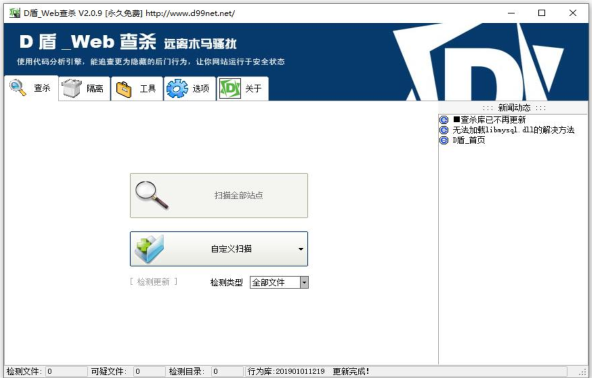 D盾_Web查杀 V2.0.9 [永久免费] http://www.d99net.net/
D 盾 _Web 查杀 远离木马骚扰
使用代码分析引擎，能追查更为隐藏的后门行为，让你网站运行于安全状态
查杀 隔离 工具 选项 关于
::: 新闻动态 :::
■查杀库已不再更新
无法加载libmysql.dll的解决方法
D盾_首页
扫描全部站点
自定义扫描
[ 检测更新 ] 检测类型 全部文件
检测文件: 0 可疑文件: 0 检测目录: 0 行为库:201901011219 更新完成!